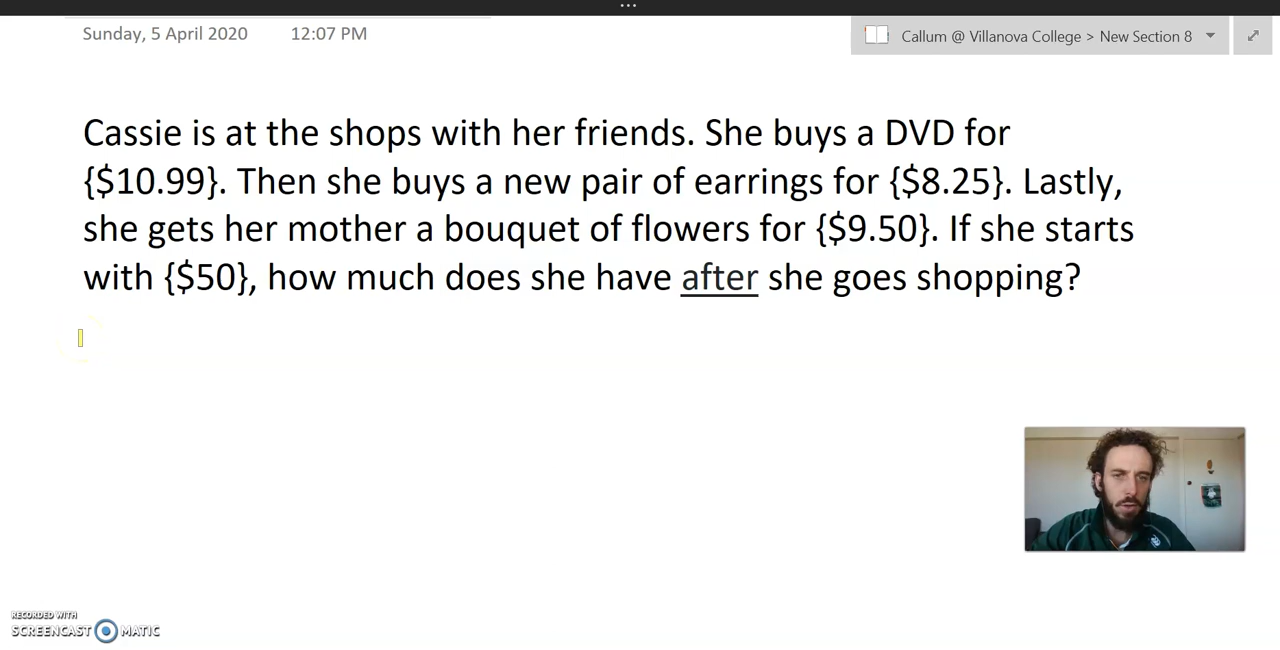 Sunday, 5 April 2020 12:07 PM
Callum @ Villanova College > New Section 8
Cassie is at the shops with her friends. She buys a DVD for
{$10.99}. Then she buys a new pair of earrings for {$8.25}. Lastly,
she gets her mother a bouquet of flowers for {$9.50}. If she starts
with {$50}, how much does she have after she goes shopping?
RECORDED WITH
SCREENCAST MATIC